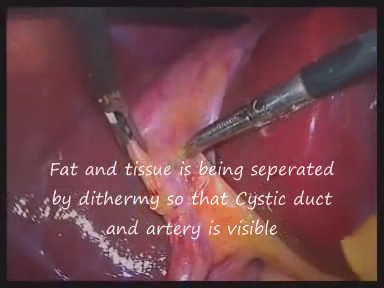 Fat and tissue is being seperated
by dithermy so that Cystic duct
and artery is visible